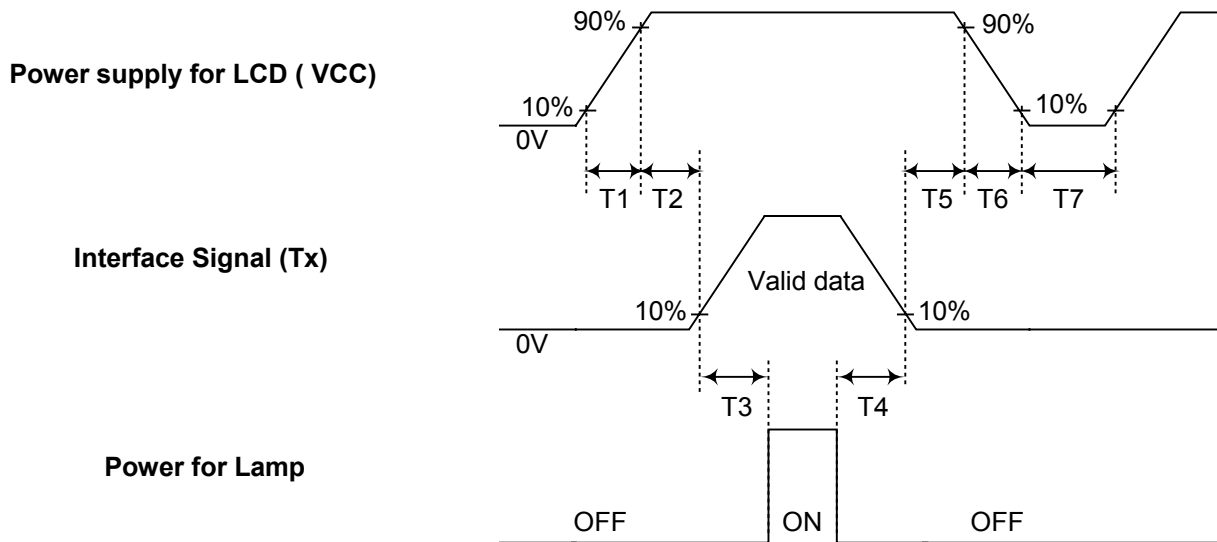 90%
90%
Power supply for LCD ( VCC)
10%
10%
0V
T1 T2 T5 T6 T7
Interface Signal (Tx)
Valid data
10%
10%
0V
T3 T4
Power for Lamp
OFF ON OFF